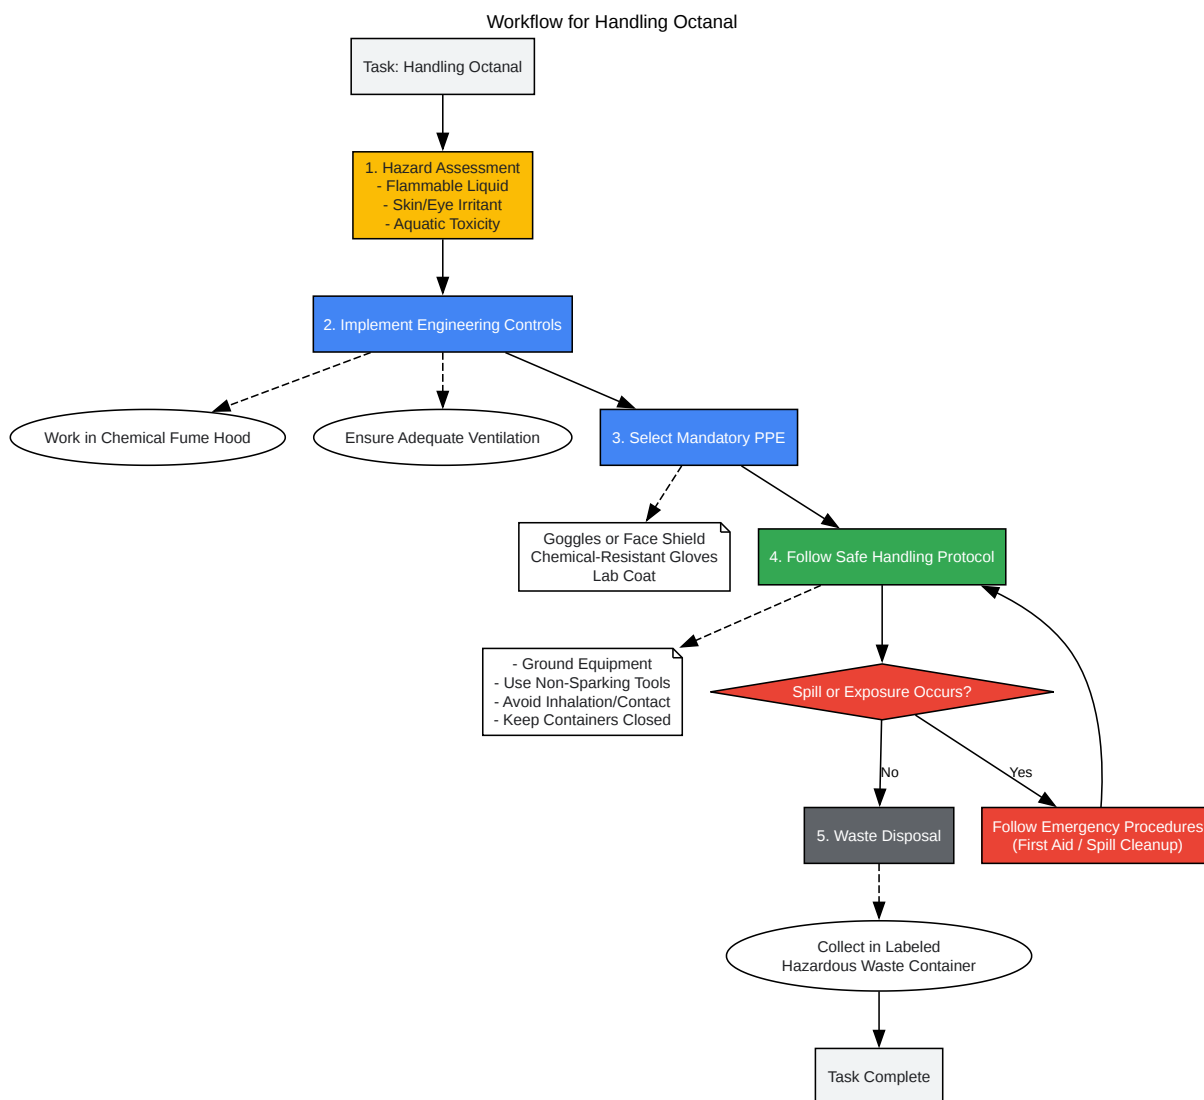 Workflow for Handling Octanal
Task: Handling Octanal
1. Hazard Assessment
- Flammable Liquid
- Skin/Eye Irritant
- Aquatic Toxicity
2. Implement Engineering Controls
Work in Chemical Fume Hood
Ensure Adequate Ventilation
3. Select Mandatory PPE
Goggles or Face Shield
Chemical-Resistant Gloves
Lab Coat
4. Follow Safe Handling Protocol
- Ground Equipment
- Use Non-Sparking Tools
- Avoid Inhalation/Contact
- Keep Containers Closed
Spill or Exposure Occurs?
No
Yes
5. Waste Disposal
Follow Emergency Procedures
(First Aid / Spill Cleanup)
Collect in Labeled
Hazardous Waste Container
Task Complete